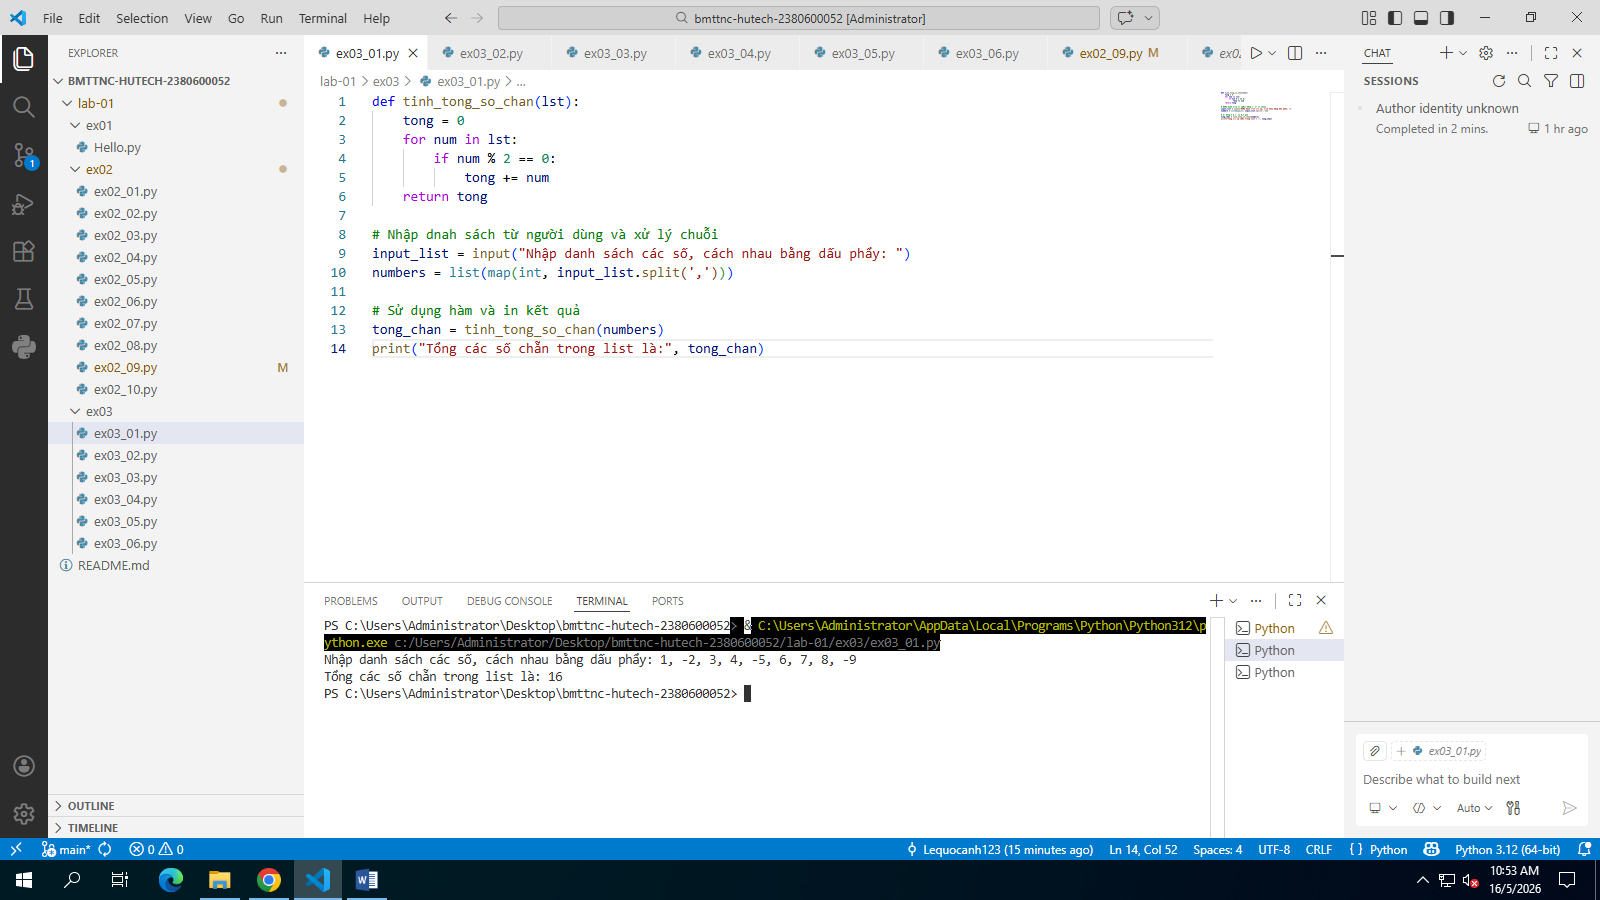 File Edit Selection View Go Run Terminal Help
bmttnc-hutech-2380600052 [Administrator]
EXPLORER
BMTTNC-HUTECH-2380600052
lab-01
ex01
Hello.py
ex02
ex02_01.py
ex02_02.py
ex02_03.py
ex02_04.py
ex02_05.py
ex02_06.py
ex02_07.py
ex02_08.py
ex02_09.py M
ex02_10.py
ex03
ex03_01.py
ex03_02.py
ex03_03.py
ex03_04.py
ex03_05.py
ex03_06.py
README.md
OUTLINE
TIMELINE
1
ex03_01.py ex03_02.py ex03_03.py ex03_04.py ex03_05.py ex03_06.py ex02_09.py M
lab-01 > ex03 > ex03_01.py > ...
1 def tinh_tong_so_chan(lst):
2 tong = 0
3 for num in lst:
4 if num % 2 == 0:
5 tong += num
6 return tong
7
8 # Nhập dnah sách từ người dùng và xử lý chuỗi
9 input_list = input("Nhập danh sách các số, cách nhau bằng dấu phẩy: ")
10 numbers = list(map(int, input_list.split(',')))
11
12 # Sử dụng hàm và in kết quả
13 tong_chan = tinh_tong_so_chan(numbers)
14 print("Tổng các số chẵn trong list là:", tong_chan)
PROBLEMS OUTPUT DEBUG CONSOLE TERMINAL PORTS
PS C:\Users\Administrator\Desktop\bmttnc-hutech-2380600052> & C:\Users\Administrator\AppData\Local\Programs\Python\Python312\p
ython.exe c:/Users/Administrator/Desktop/bmttnc-hutech-2380600052/lab-01/ex03/ex03_01.py
Nhập danh sách các số, cách nhau bằng dấu phẩy: 1, -2, 3, 4, -5, 6, 7, 8, -9
Tổng các số chẵn trong list là: 16
PS C:\Users\Administrator\Desktop\bmttnc-hutech-2380600052>
Python
Python
Python
CHAT
SESSIONS
Author identity unknown
Completed in 2 mins. 1 hr ago
ex03_01.py
Describe what to build next
Auto
main* 0 0 Lequocanh123 (15 minutes ago) Ln 14, Col 52 Spaces: 4 UTF-8 CRLF { } Python Python 3.12 (64-bit)
10:53 AM
16/5/2026